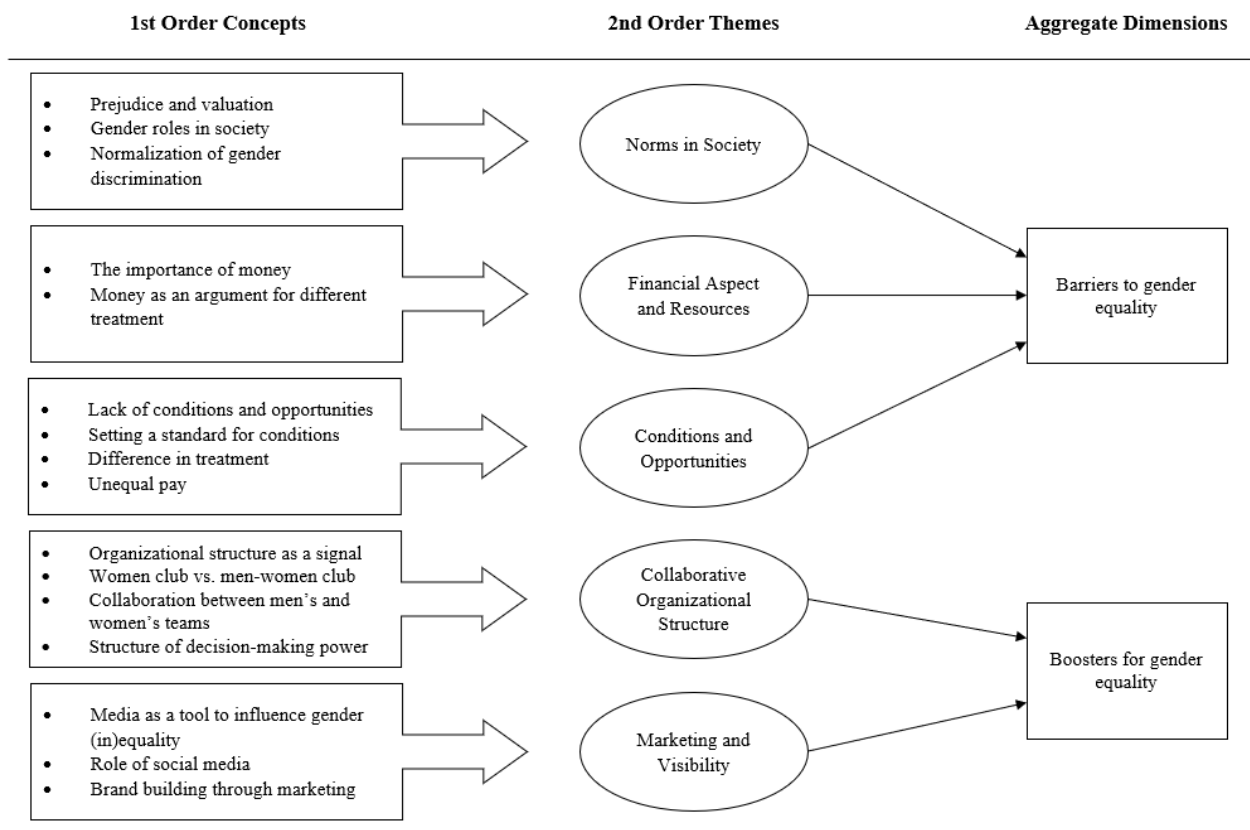 1st Order Concepts
2nd Order Themes
Aggregate Dimensions
• Prejudice and valuation
• Gender roles in society
• Normalization of gender
discrimination
Norms in Society
• The importance of money
• Money as an argument for different
treatment
Financial Aspect
and Resources
Barriers to gender
equality
• Lack of conditions and opportunities
• Setting a standard for conditions
• Difference in treatment
• Unequal pay
Conditions and
Opportunities
• Organizational structure as a signal
• Women club vs. men-women club
• Collaboration between men’s and
women’s teams
• Structure of decision-making power
Collaborative
Organizational
Structure
Boosters for gender
equality
• Media as a tool to influence gender
(in)equality
• Role of social media
• Brand building through marketing
Marketing and
Visibility